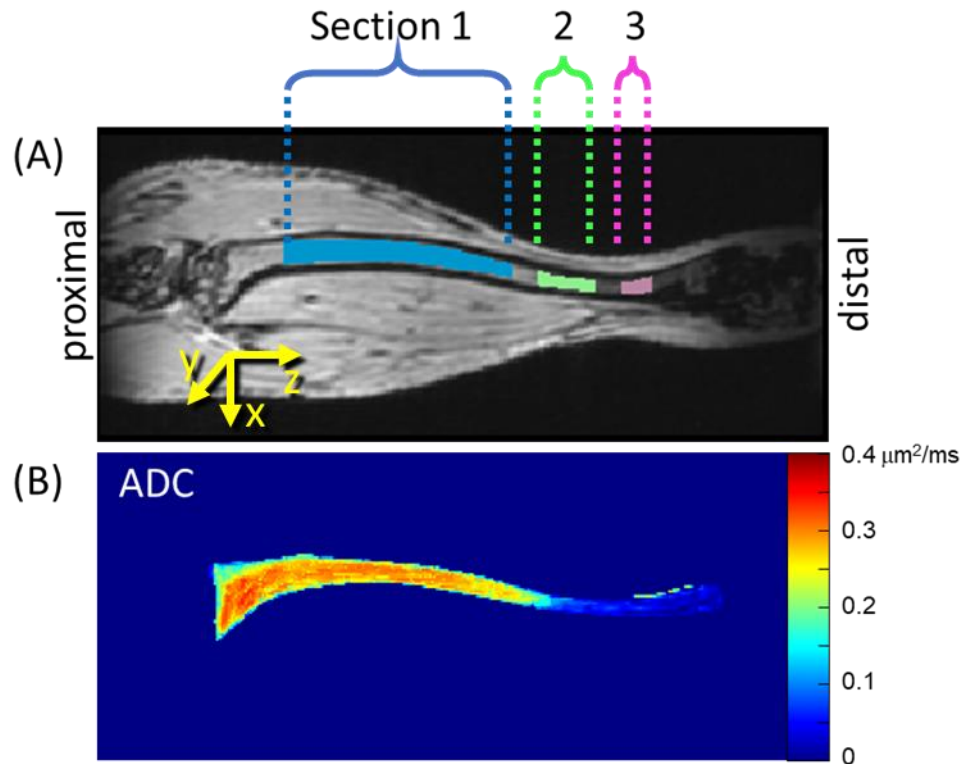 Section 1 2 3
(A)
proximal
distal
y
z
x
(B)
ADC
0.4 μm²/ms
0.3
0.2
0.1
0